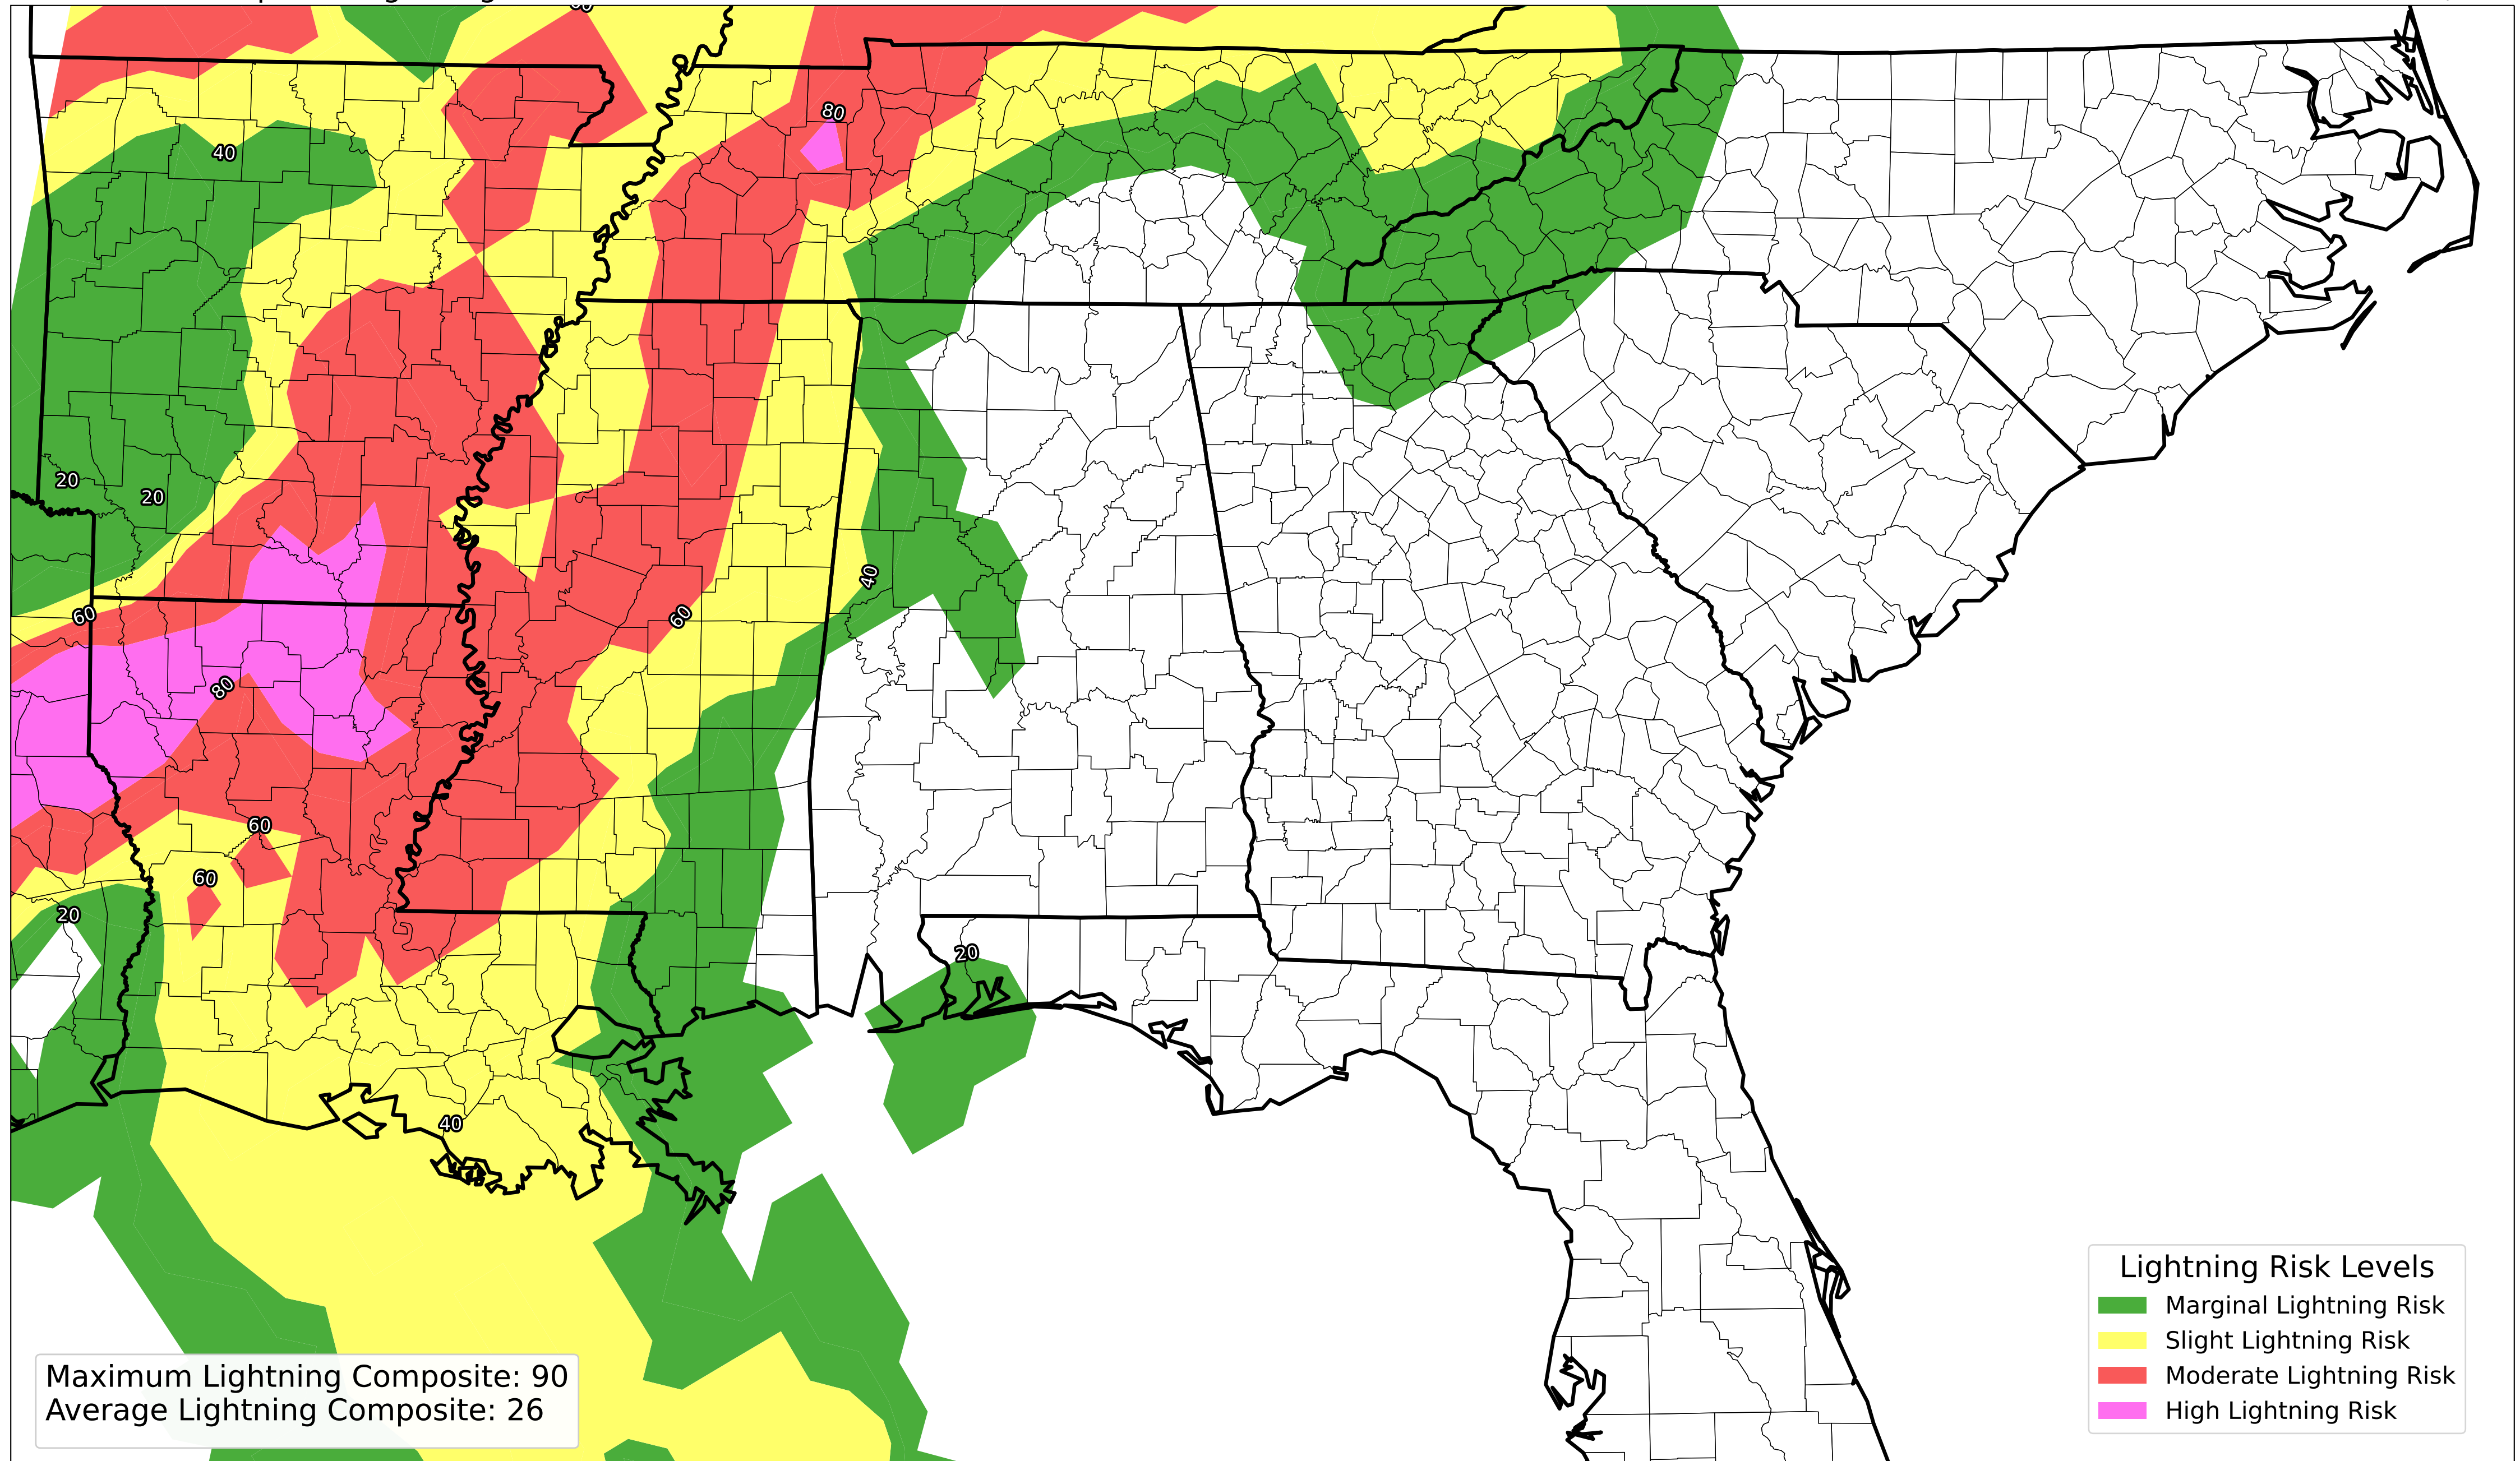 80
40
20
20
40
60
60
80
60
60
20
20
40
Lightning Risk Levels
Marginal Lightning Risk
Slight Lightning Risk
Moderate Lightning Risk
High Lightning Risk
Maximum Lightning Composite: 90
Average Lightning Composite: 26